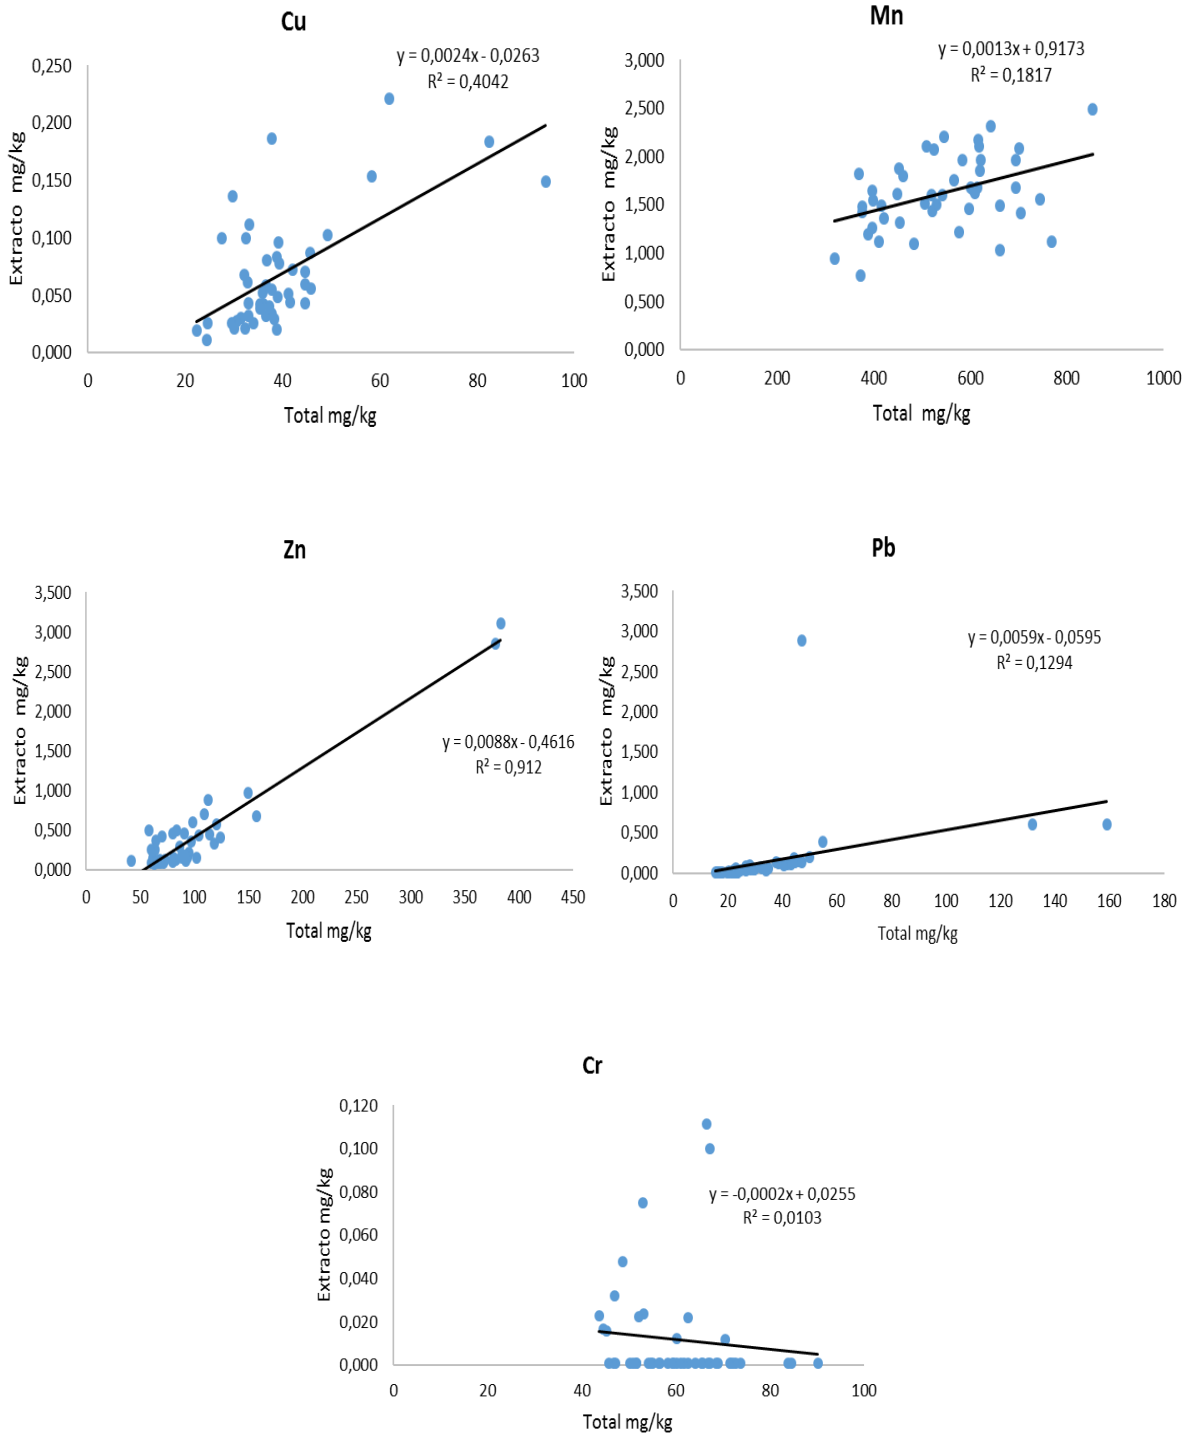 Cu
y = 0,0024x - 0,0263
R² = 0,4042
0,250
0,200
0,150
0,100
0,050
0,000
0 20 40 60 80 100
Extracto mg/kg
Total mg/kg
Mn
y = 0,0013x + 0,9173
R² = 0,1817
3,000
2,500
2,000
1,500
1,000
0,500
0,000
0 200 400 600 800 1000
Extracto mg/kg
Total mg/kg
Zn
3,500
3,000
2,500
2,000
1,500
1,000
0,500
0,000
y = 0,0088x - 0,4616
R² = 0,912
0 50 100 150 200 250 300 350 400 450
Extracto mg/kg
Total mg/kg
Pb
3,500
3,000
2,500
2,000
1,500
1,000
0,500
0,000
y = 0,0059x - 0,0595
R² = 0,1294
0 20 40 60 80 100 120 140 160 180
Extracto mg/kg
Total mg/kg
Cr
0,120
0,100
0,080
0,060
0,040
0,020
0,000
y = -0,0002x + 0,0255
R² = 0,0103
0 20 40 60 80 100
Extracto mg/kg
Total mg/kg